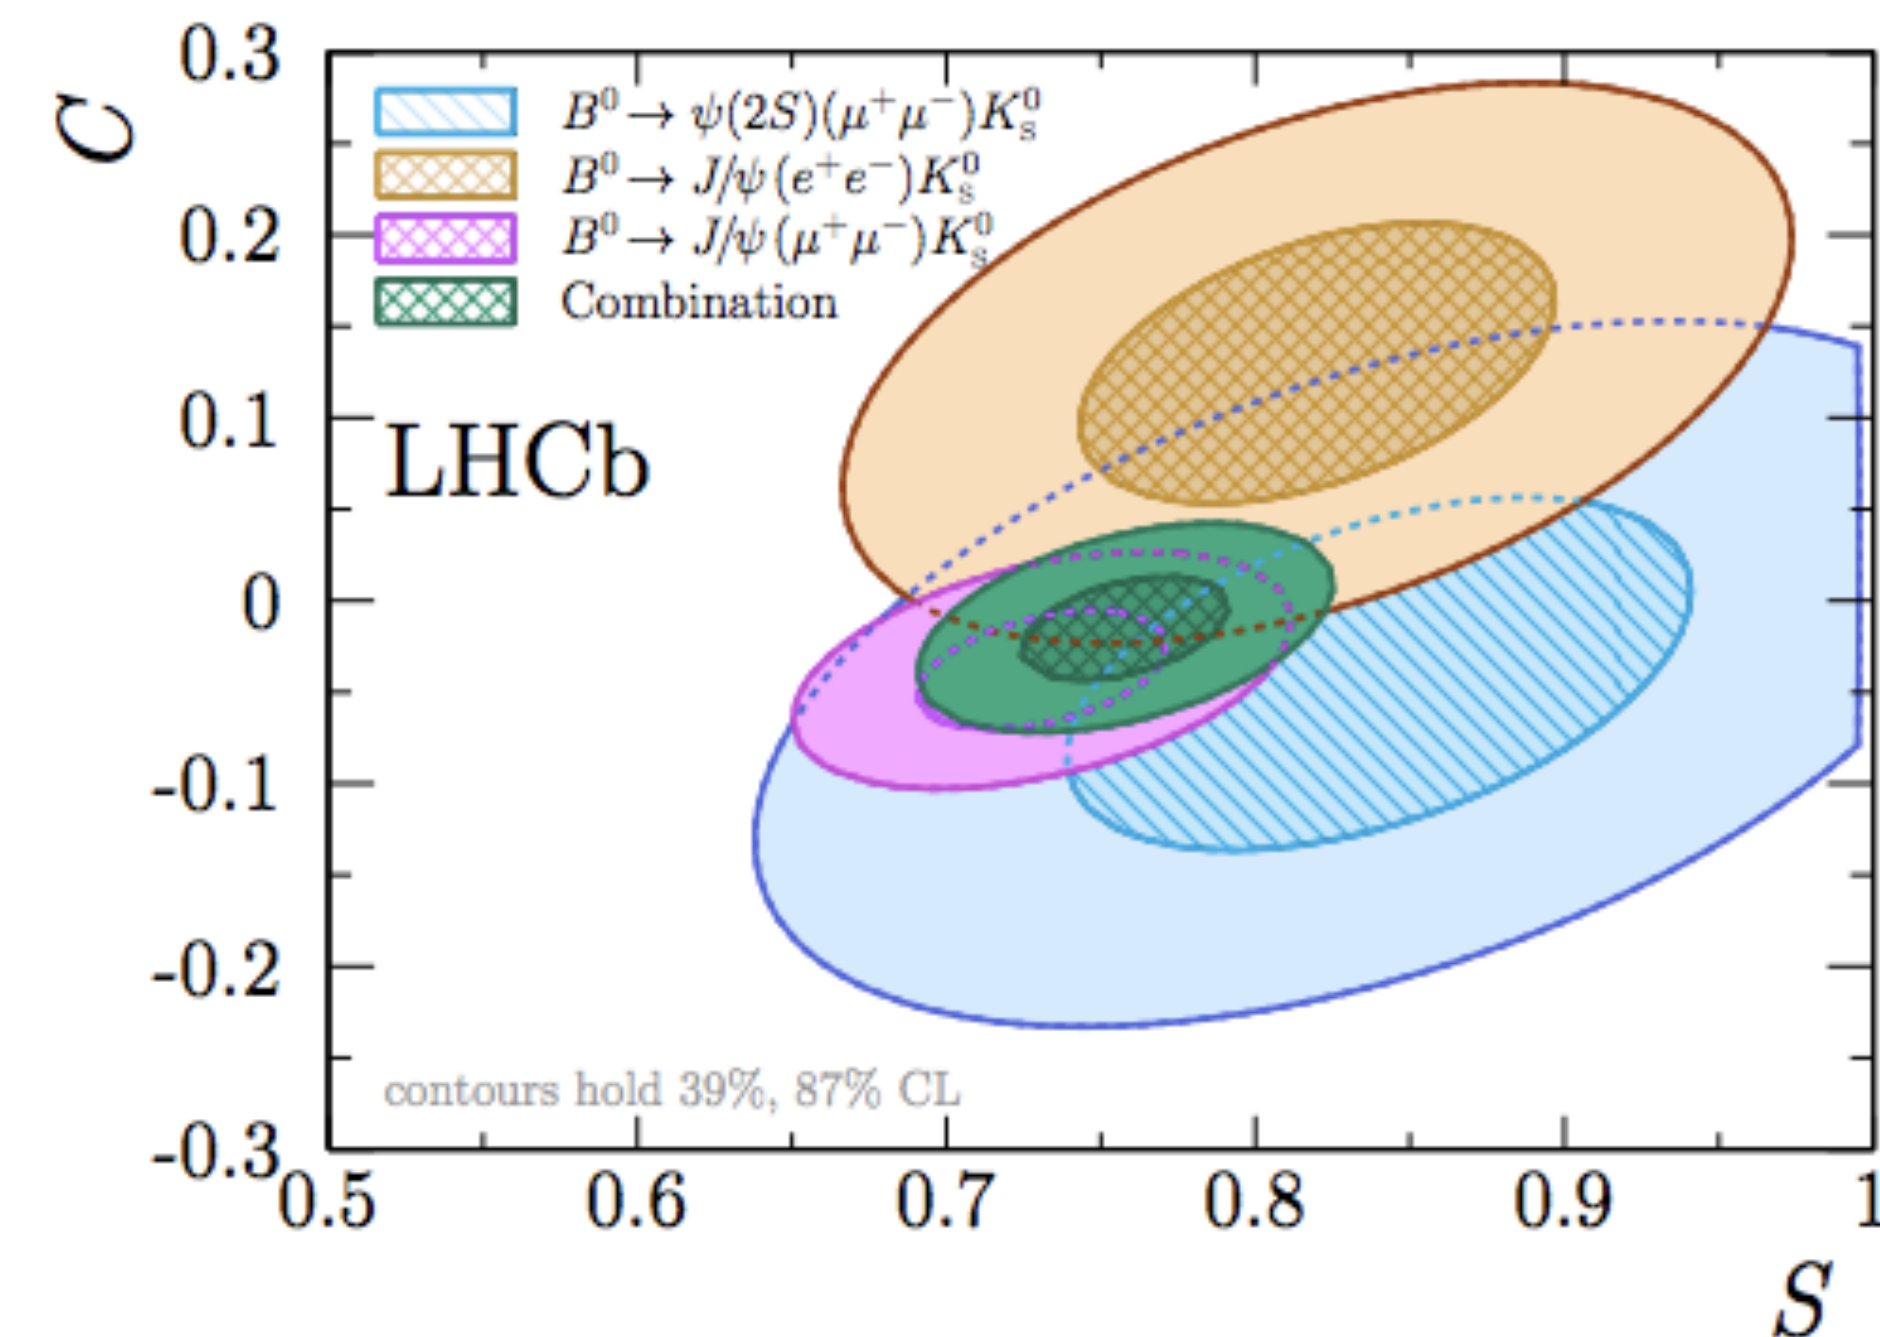 C
0.3
0.2
0.1
0
-0.1
-0.2
-0.3
B⁰ → ψ(2S)(μ⁺μ⁻)K⁰ₛ
B⁰ → J/ψ(e⁺e⁻)K⁰ₛ
B⁰ → J/ψ(μ⁺μ⁻)K⁰ₛ
Combination
LHCb
contours hold 39%, 87% CL
0.5 0.6 0.7 0.8 0.9 1
S